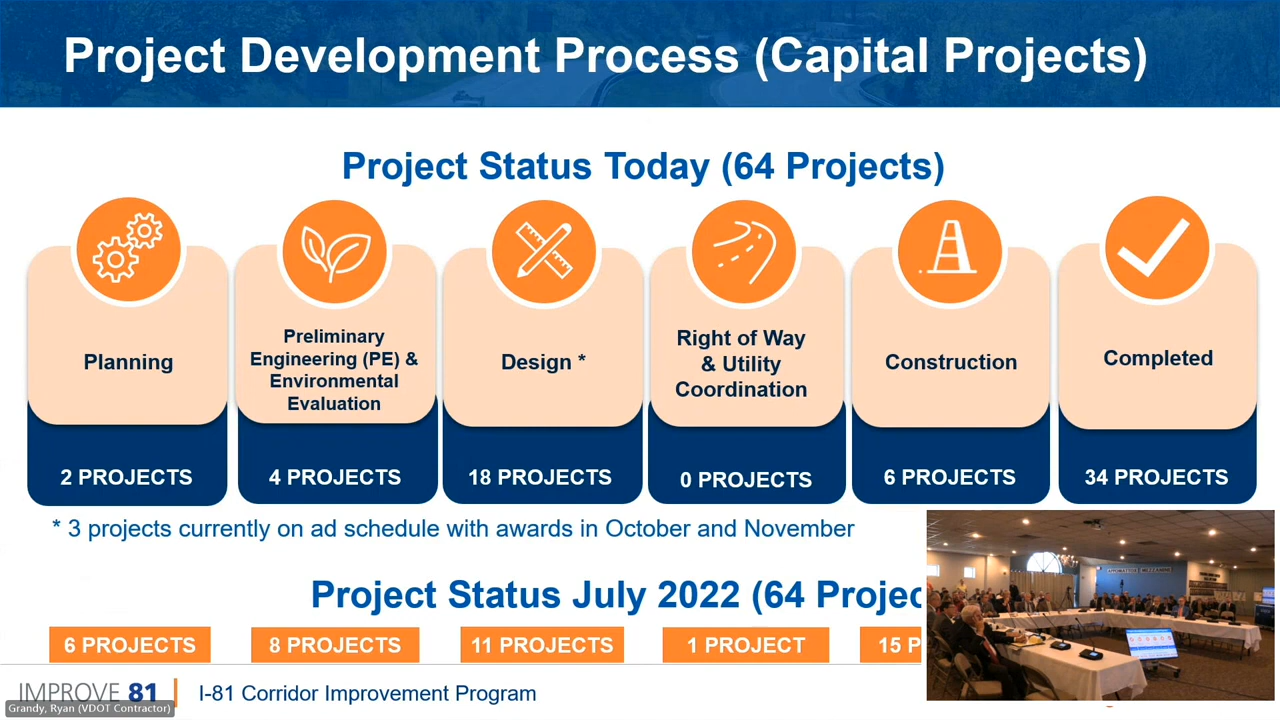 Project Development Process (Capital Projects)
Project Status Today (64 Projects)
Planning
2 PROJECTS
Preliminary
Engineering (PE) &
Environmental
Evaluation
4 PROJECTS
Design *
18 PROJECTS
Right of Way
& Utility
Coordination
0 PROJECTS
Construction
6 PROJECTS
Completed
34 PROJECTS
* 3 projects currently on ad schedule with awards in October and November
Project Status July 2022 (64 Projec
6 PROJECTS
8 PROJECTS
11 PROJECTS
1 PROJECT
15 P
IMPROVE 81
I-81 Corridor Improvement Program
Grandy, Ryan (VDOT Contractor)